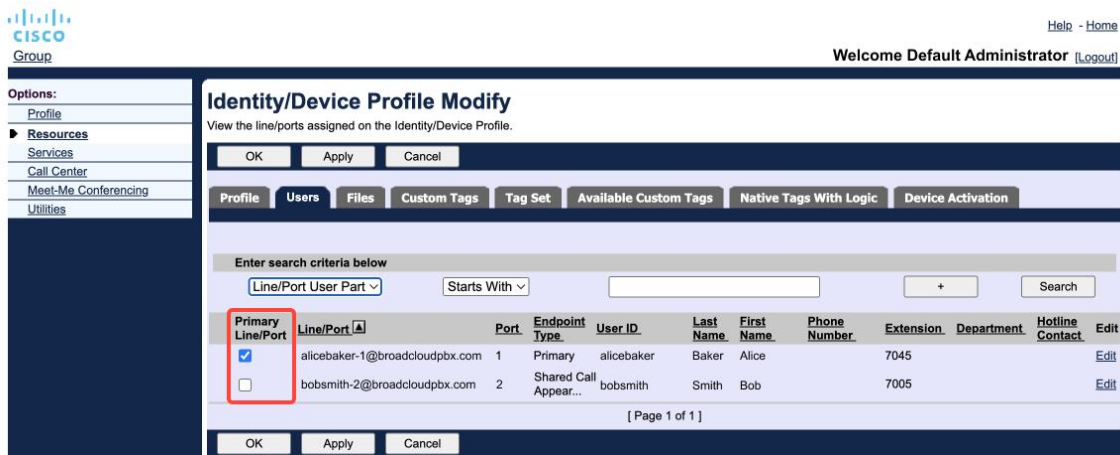 CISCO
Help - Home
Group
Welcome Default Administrator [Logout]
Options:
Profile
Resources
Services
Call Center
Meet-Me Conferencing
Utilities
Identity/Device Profile Modify
View the line/ports assigned on the Identity/Device Profile.
OK Apply Cancel
Profile Users Files Custom Tags Tag Set Available Custom Tags Native Tags With Logic Device Activation
Enter search criteria below
Line/Port User Part Starts With + Search
Primary Line/Port Line/Port Port Endpoint Type User ID Last Name First Name Phone Number Extension Department Hotline Contact Edit
alicebaker-1@broadcloudpbx.com 1 Primary alicebaker Baker Alice 7045 Edit
bobsmith-2@broadcloudpbx.com 2 Shared Call Appear... bobsmith Smith Bob 7005 Edit
[ Page 1 of 1 ]
OK Apply Cancel